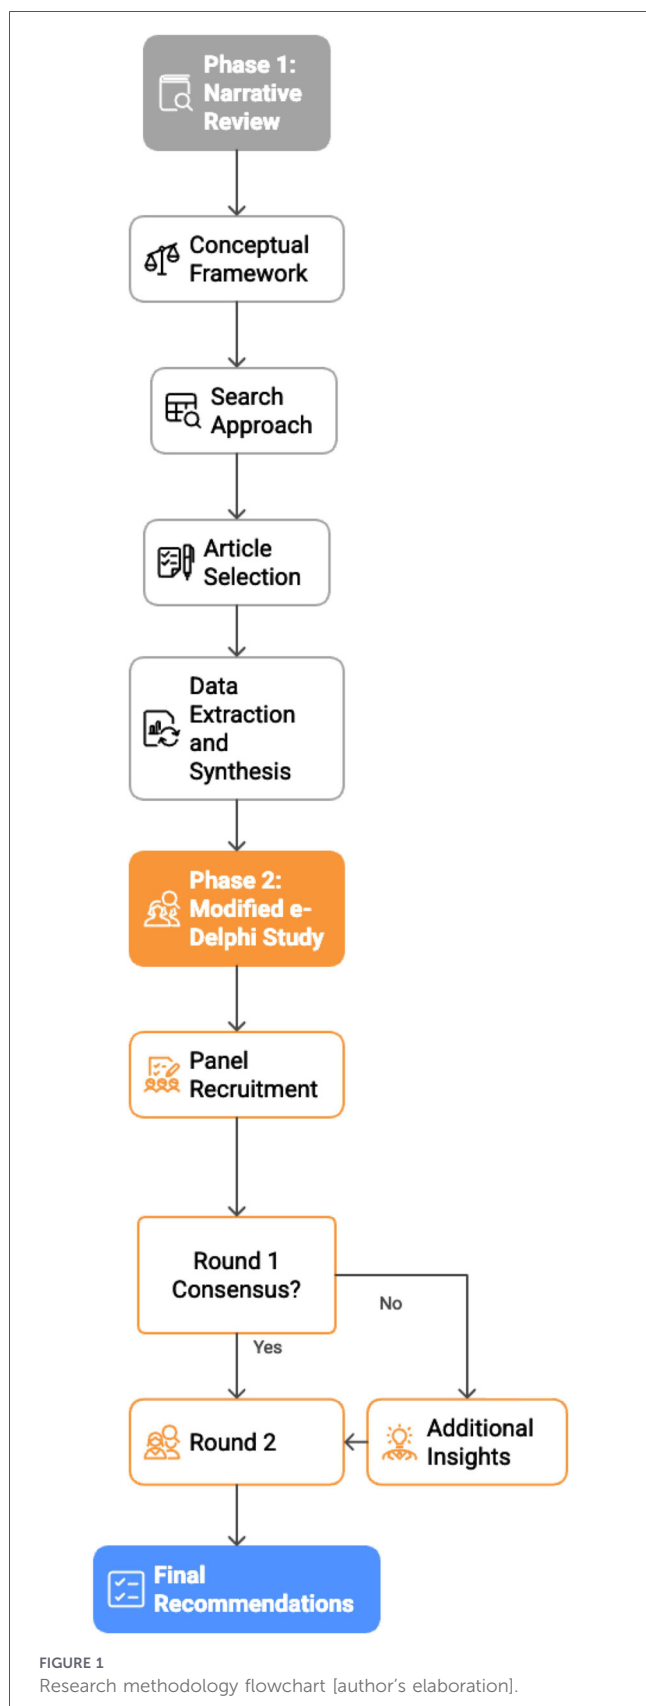 Phase 1:
Narrative
Review
Conceptual
Framework
Search
Approach
Article
Selection
Data
Extraction
and
Synthesis
Phase 2:
Modified e-
Delphi Study
Panel
Recruitment
Round 1
Consensus?
No
Yes
Round 2
Additional
Insights
Final
Recommendations
FIGURE 1
Research methodology flowchart [author's elaboration].